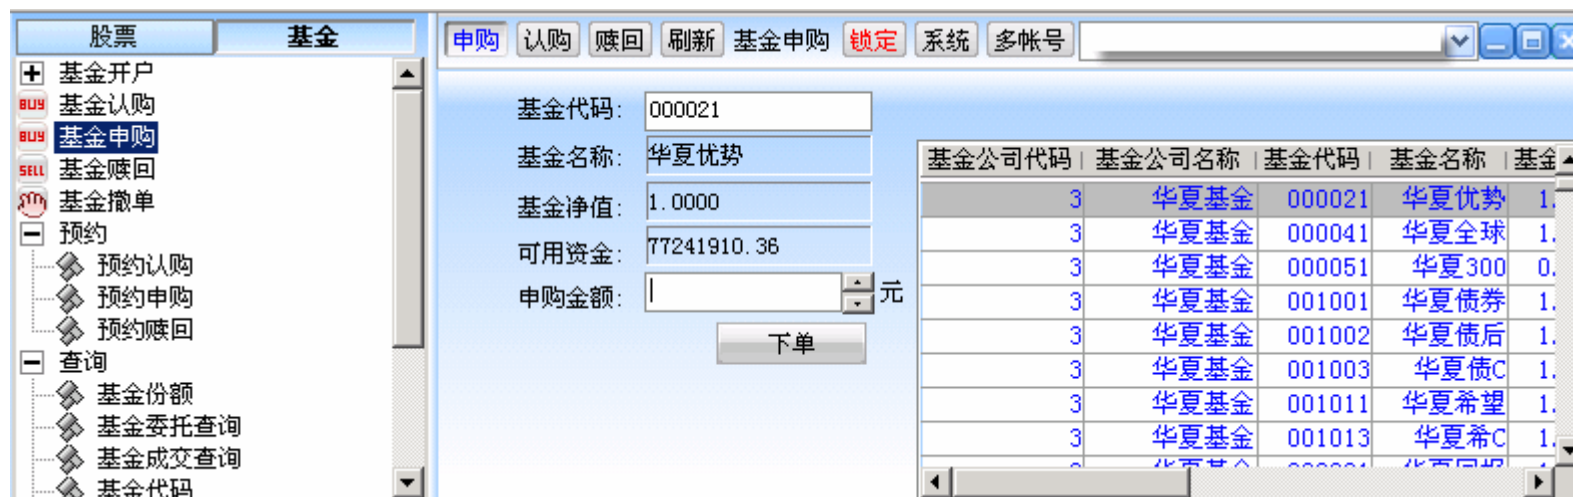 股票 基金
基金开户
BUY 基金认购
BUY 基金申购
SELL 基金赎回
基金撤单
预约
预约认购
预约申购
预约赎回
查询
基金份额
基金委托查询
基金成交查询
基金代码
申购 认购 赎回 刷新 基金申购 锁定 系统 多帐号
基金代码: 000021
基金名称: 华夏优势
基金净值: 1.0000
可用资金: 77241910.36
申购金额: 元
下单
基金公司代码 基金公司名称 基金代码 基金名称 基金
3 华夏基金 000021 华夏优势 1.
3 华夏基金 000041 华夏全球 1.
3 华夏基金 000051 华夏300 0.
3 华夏基金 001001 华夏债券 1.
3 华夏基金 001002 华夏债后 1.
3 华夏基金 001003 华夏债C 1.
3 华夏基金 001011 华夏希望 1.
3 华夏基金 001013 华夏希C 1.